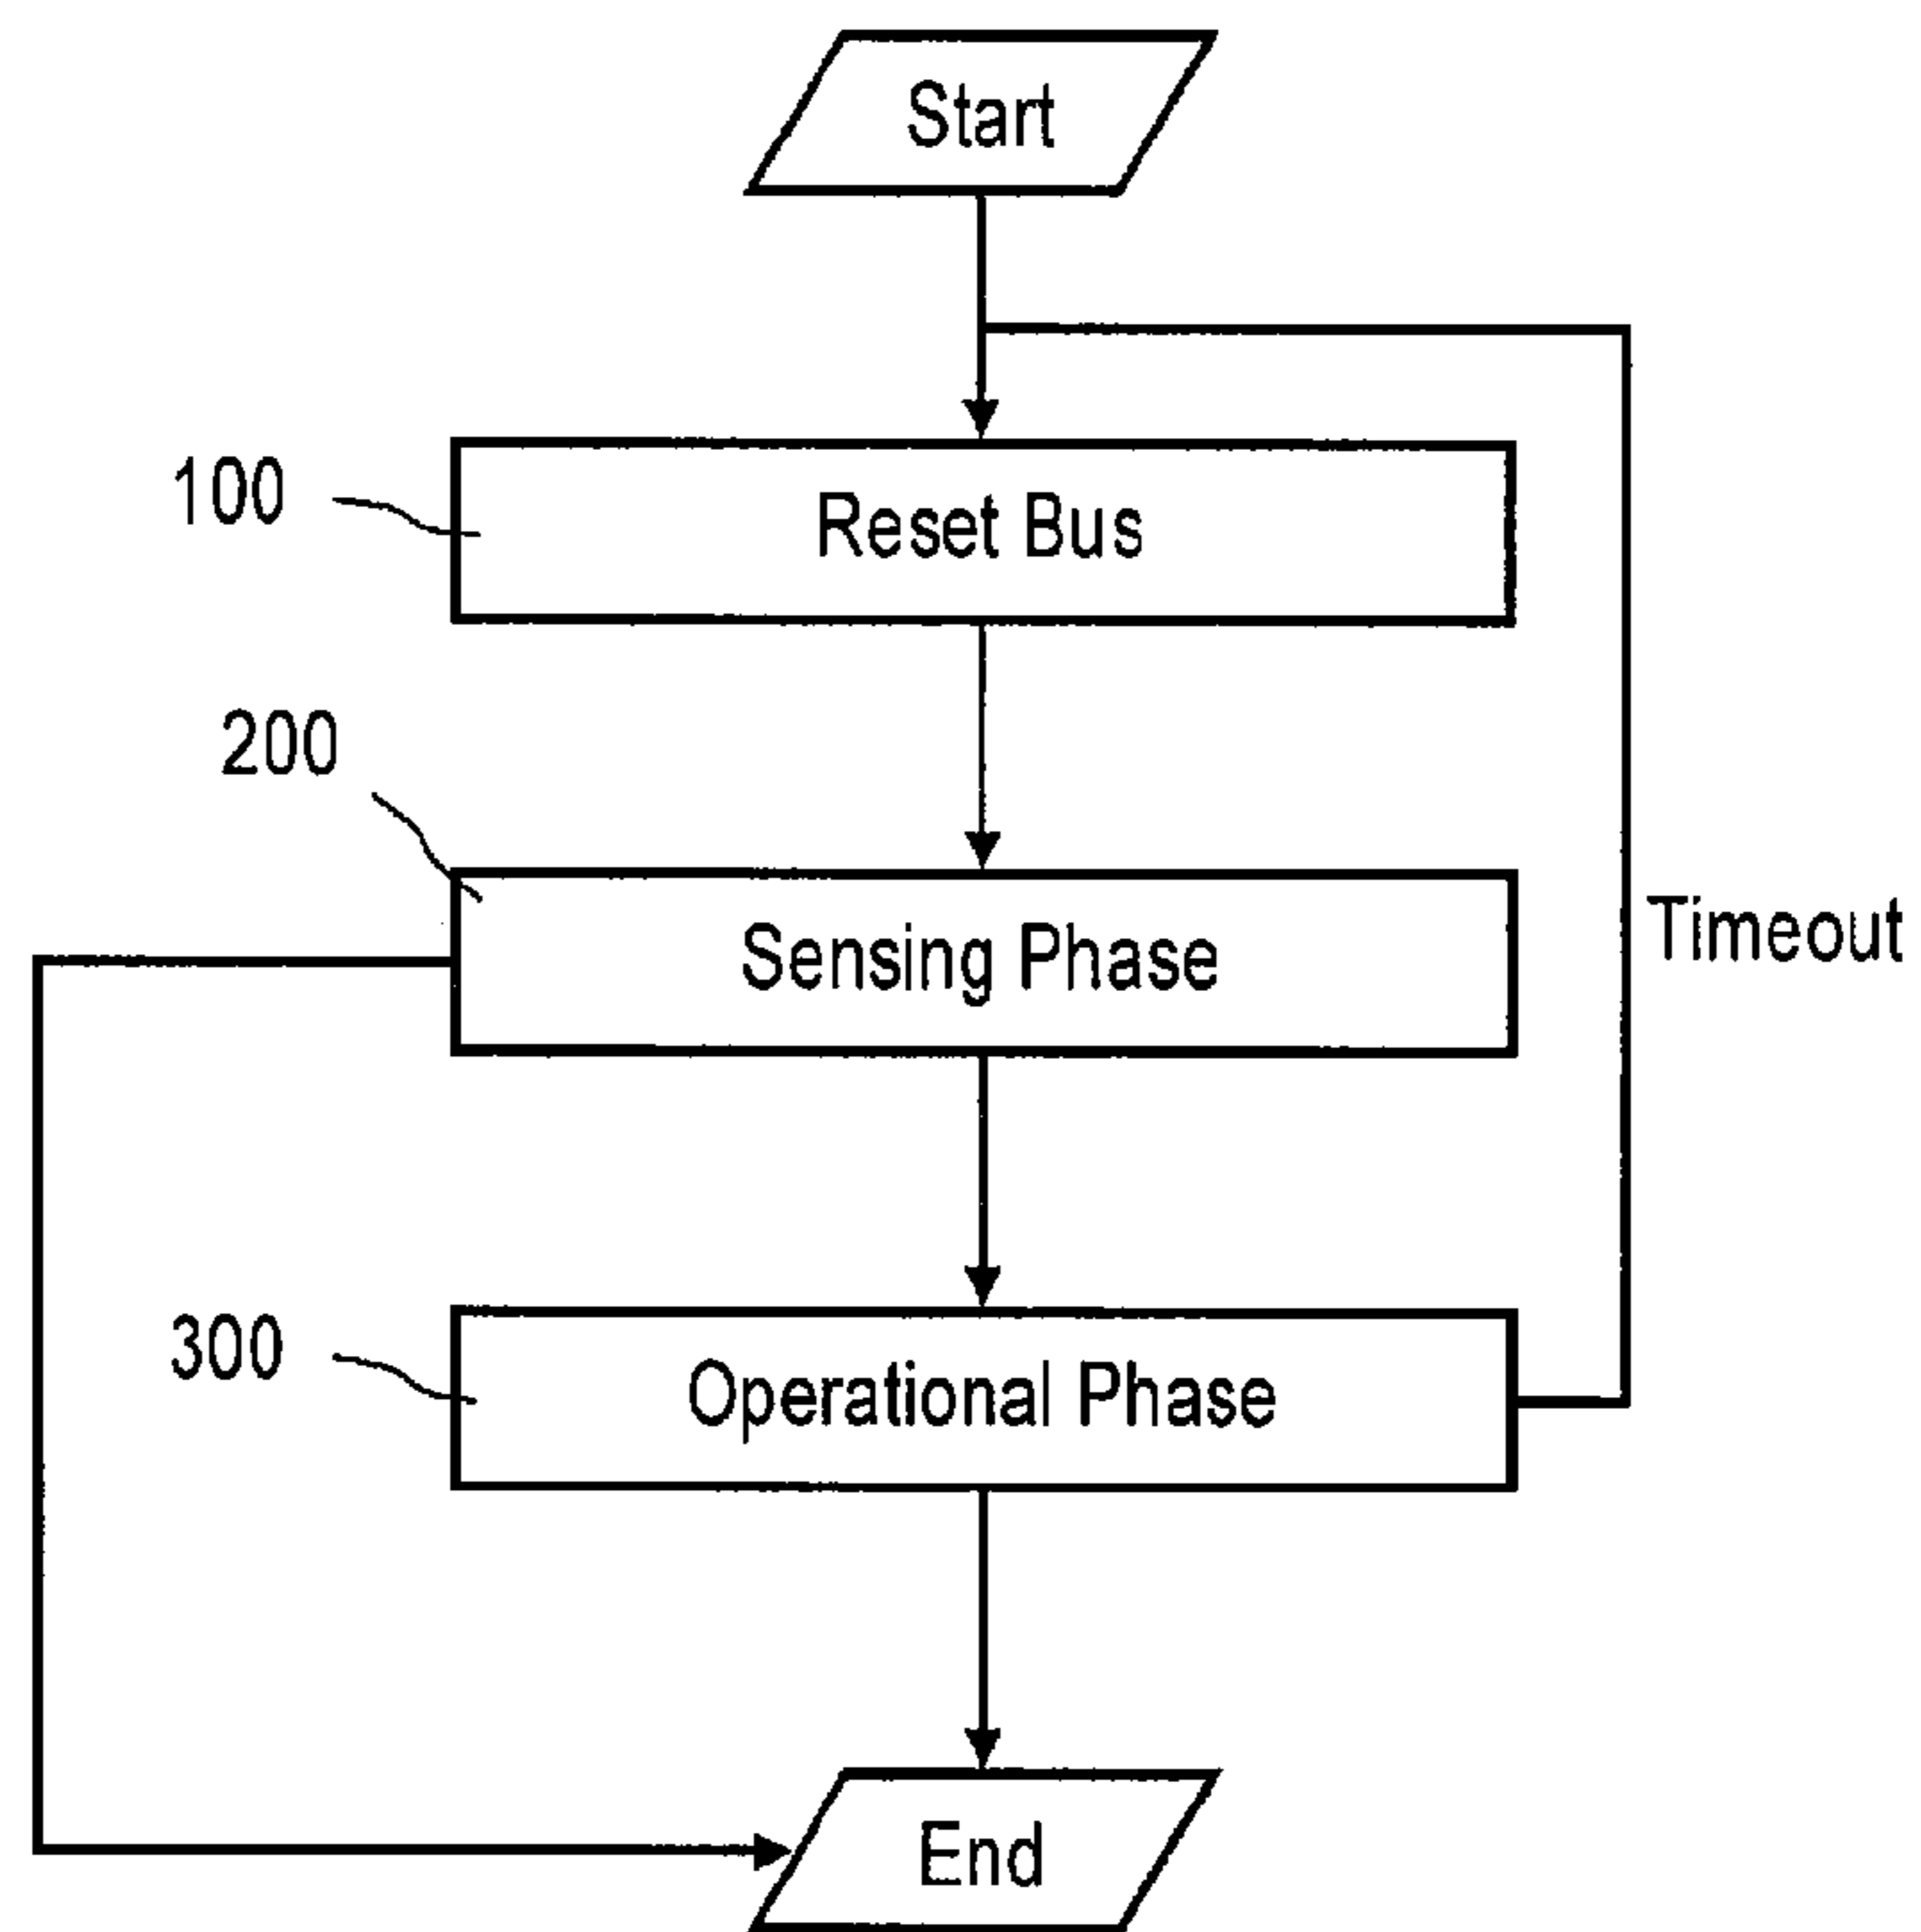 Start
100
Reset Bus
200
Sensing Phase
Timeout
300
Operational Phase
End